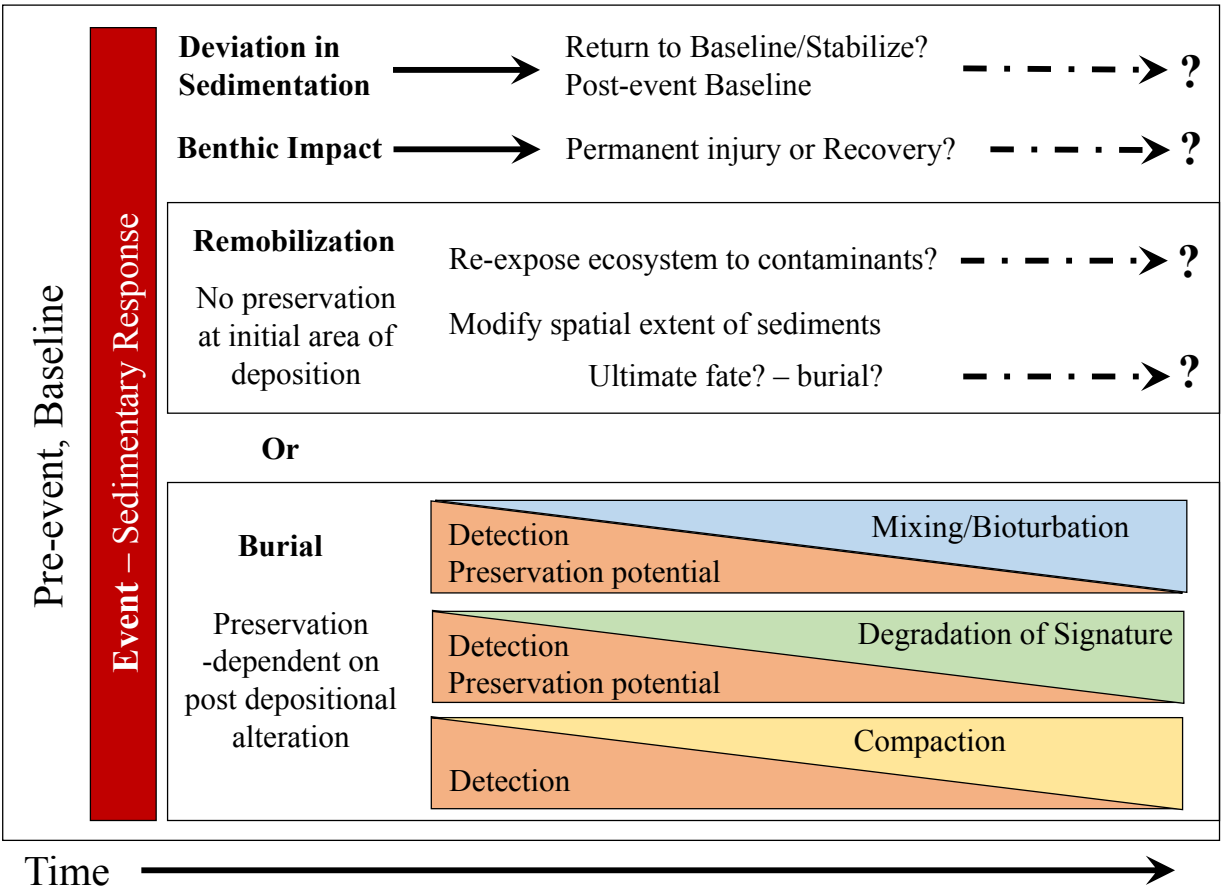 Pre-event, Baseline
Event – Sedimentary Response
Deviation in
Sedimentation
Return to Baseline/Stabilize?
Post-event Baseline
?
Benthic Impact
Permanent injury or Recovery?
?
Remobilization
No preservation
at initial area of
deposition
Re-expose ecosystem to contaminants?
?
Modify spatial extent of sediments
Ultimate fate? – burial?
?
Or
Burial
Preservation
-dependent on
post depositional
alteration
Mixing/Bioturbation
Detection
Preservation potential
Degradation of Signature
Detection
Preservation potential
Compaction
Detection
Time